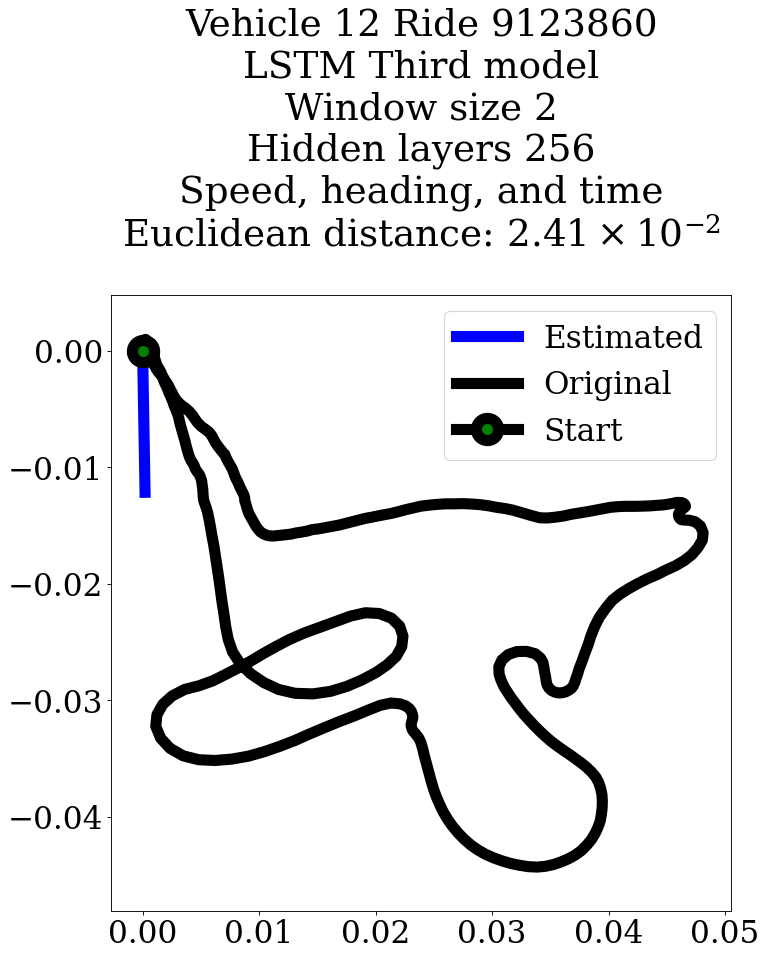 Vehicle 12 Ride 9123860
LSTM Third model
Window size 2
Hidden layers 256
Speed, heading, and time
Euclidean distance: 2.41 × 10⁻²
Estimated
Original
Start
0.00
−0.01
−0.02
−0.03
−0.04
0.00 0.01 0.02 0.03 0.04 0.05